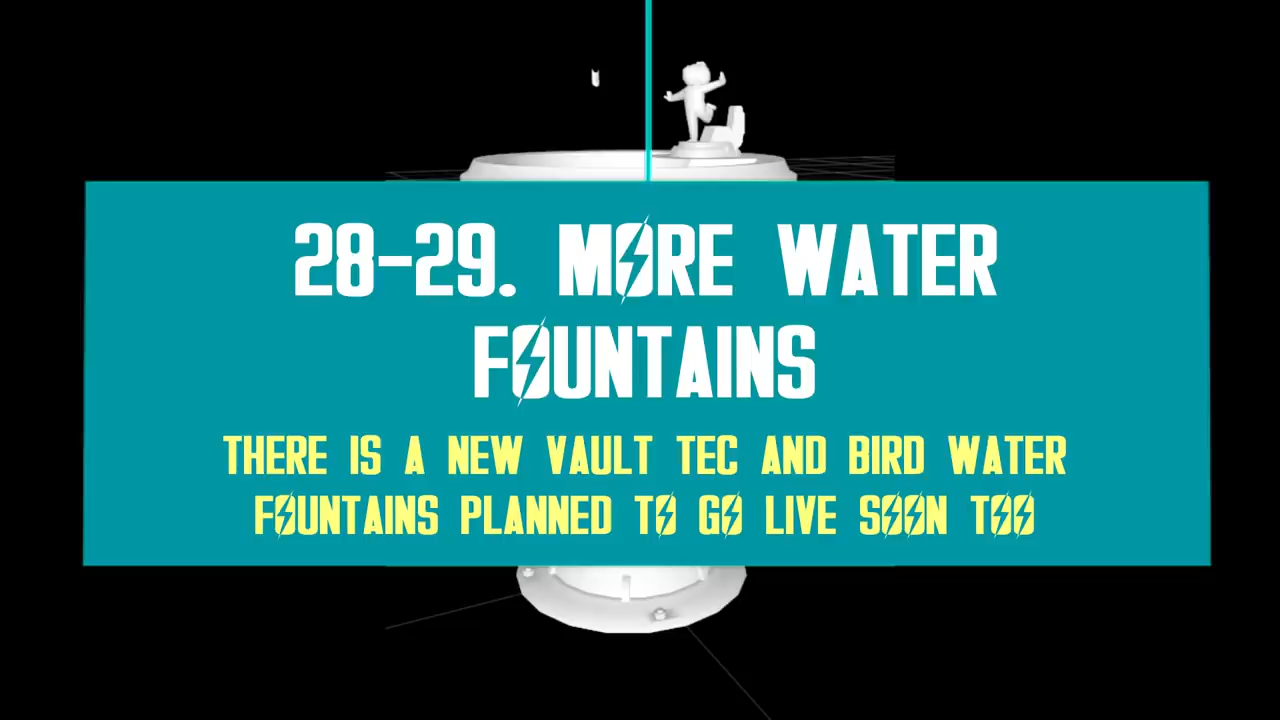 28-29. MORE WATER
FOUNTAINS
THERE IS A NEW VAULT TEC AND BIRD WATER
FOUNTAINS PLANNED TO GO LIVE SOON TOO